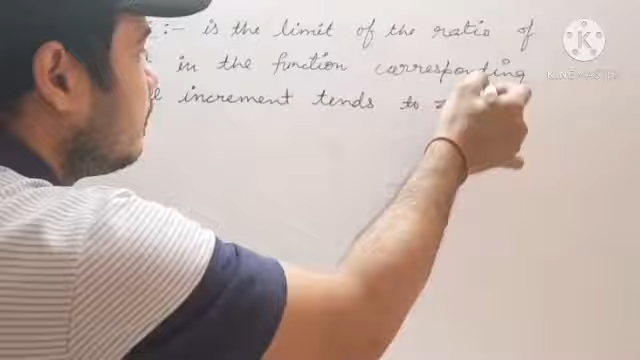 :- is the limit of the ratio of
in the function corresponding
increment tends to
KINEMASTER